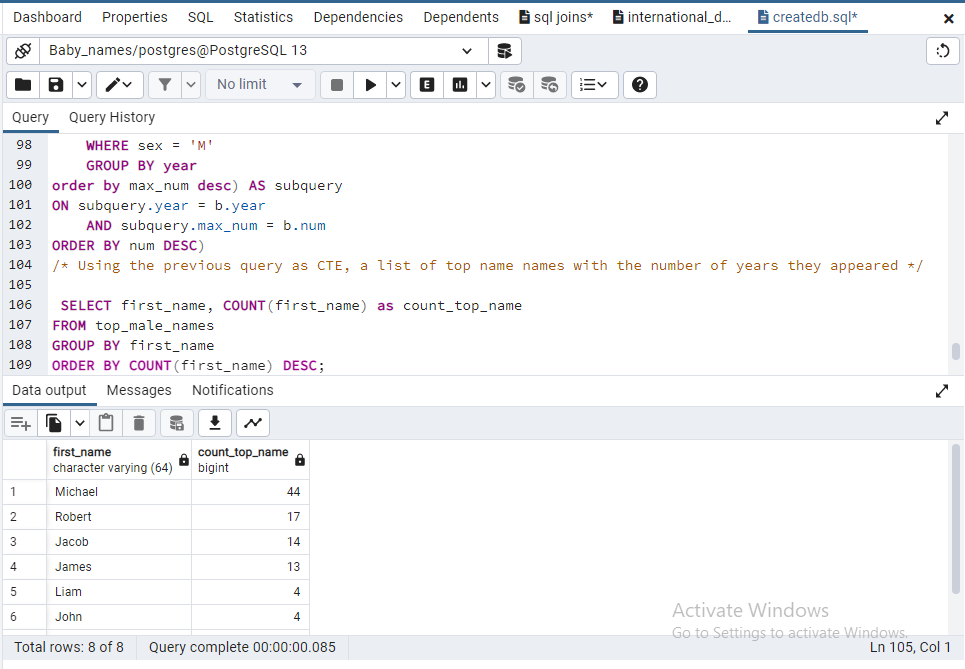 Dashboard Properties SQL Statistics Dependencies Dependents sql joins* international_d... createdb.sql*
Baby_names/postgres@PostgreSQL 13
No limit
E
Query Query History
98 WHERE sex = 'M'
99 GROUP BY year
100 order by max_num desc) AS subquery
101 ON subquery.year = b.year
102 AND subquery.max_num = b.num
103 ORDER BY num DESC)
104 /* Using the previous query as CTE, a list of top name names with the number of years they appeared */
105
106 SELECT first_name, COUNT(first_name) as count_top_name
107 FROM top_male_names
108 GROUP BY first_name
109 ORDER BY COUNT(first_name) DESC;
Data output Messages Notifications
first_name count_top_name
character varying (64) bigint
1 Michael 44
2 Robert 17
3 Jacob 14
4 James 13
5 Liam 4
6 John 4
Activate Windows
Go to Settings to activate Windows.
Total rows: 8 of 8 Query complete 00:00:00.085 Ln 105, Col 1